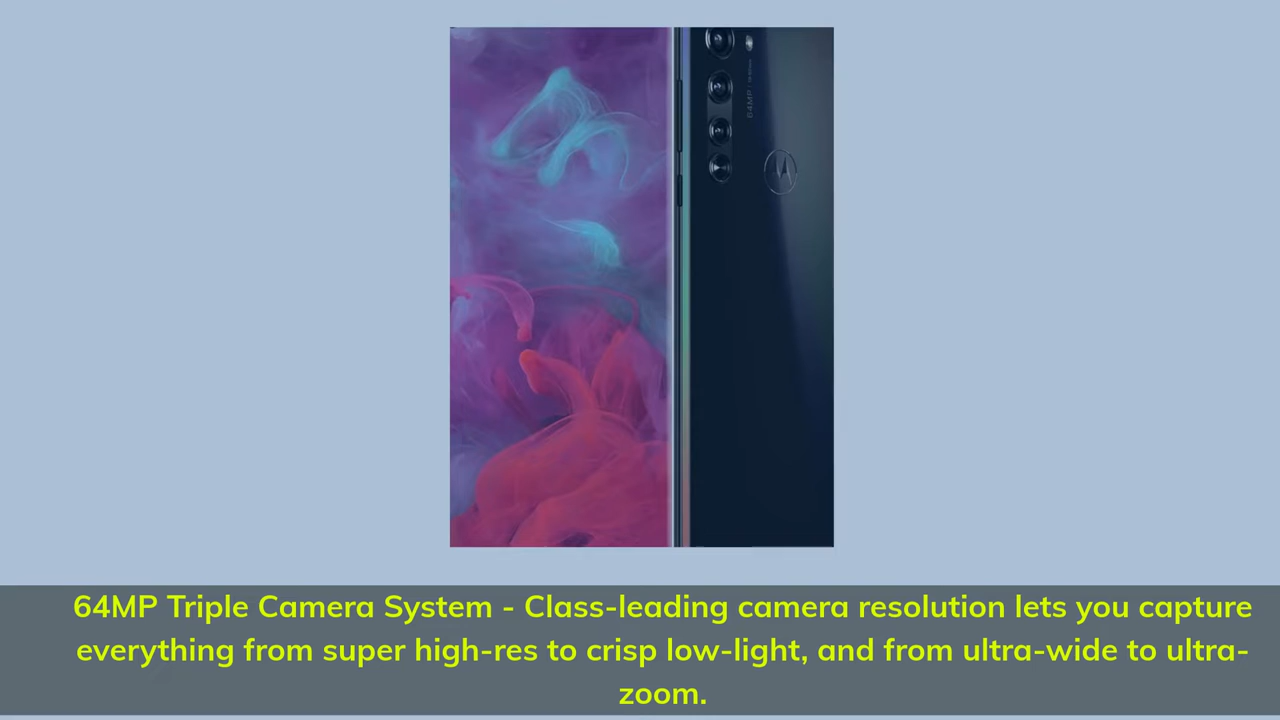 64MP
64MP Triple Camera System - Class-leading camera resolution lets you capture
everything from super high-res to crisp low-light, and from ultra-wide to ultra-
zoom.